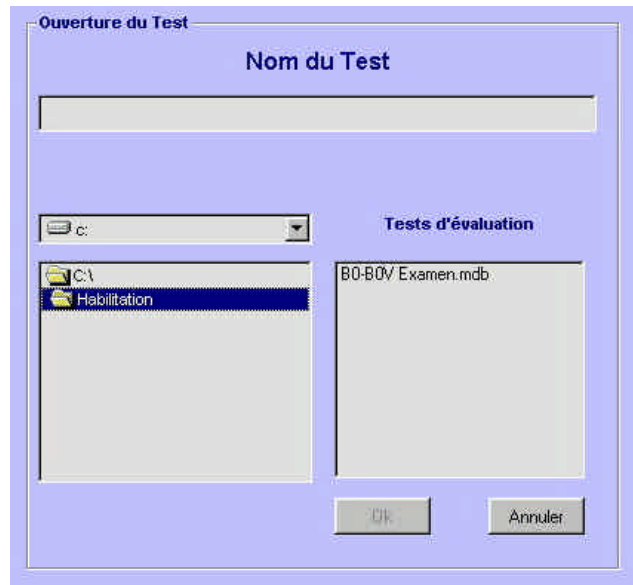 Ouverture du Test
Nom du Test
c:
Tests d'évaluation
C:\
Habilitation
B0-B0V Examen.mdb
Ok
Annuler